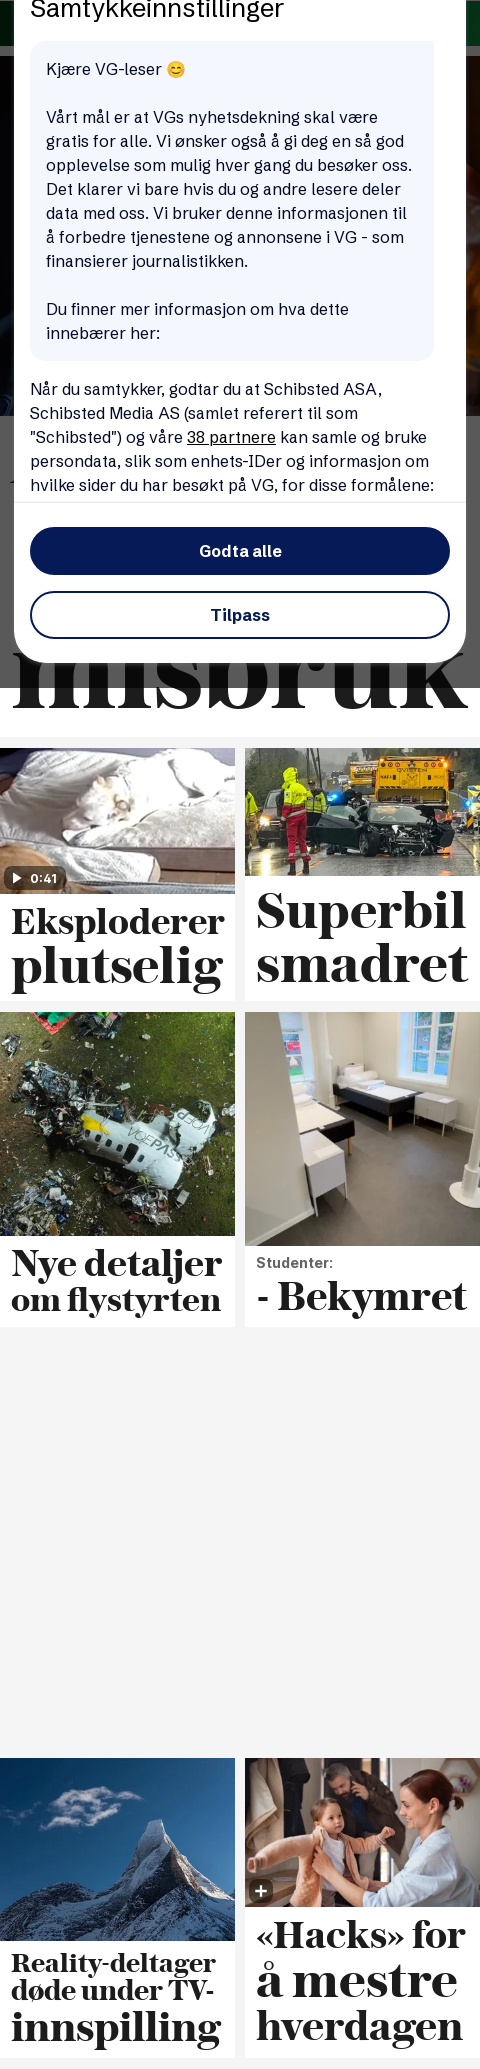 Samtykkeinnstillinger
Kjære VG-leser 😊
Vårt mål er at VGs nyhetsdekning skal være
gratis for alle. Vi ønsker også å gi deg en så god
opplevelse som mulig hver gang du besøker oss.
Det klarer vi bare hvis du og andre lesere deler
data med oss. Vi bruker denne informasjonen til
å forbedre tjenestene og annonsene i VG - som
finansierer journalistikken.
Du finner mer informasjon om hva dette
innebærer her:
Når du samtykker, godtar du at Schibsted ASA,
Schibsted Media AS (samlet referert til som
"Schibsted") og våre 38 partnere kan samle og bruke
persondata, slik som enhets-IDer og informasjon om
hvilke sider du har besøkt på VG, for disse formålene:
Godta alle
Tilpass
misbruk
0:41
Eksploderer
plutselig
QVISTEN
Superbil
smadret
VOEPASS
Nye detaljer
om flystyrten
Studenter:
- Bekymret
Reality-deltager
døde under TV-
innspilling
«Hacks» for
å mestre
hverdagen